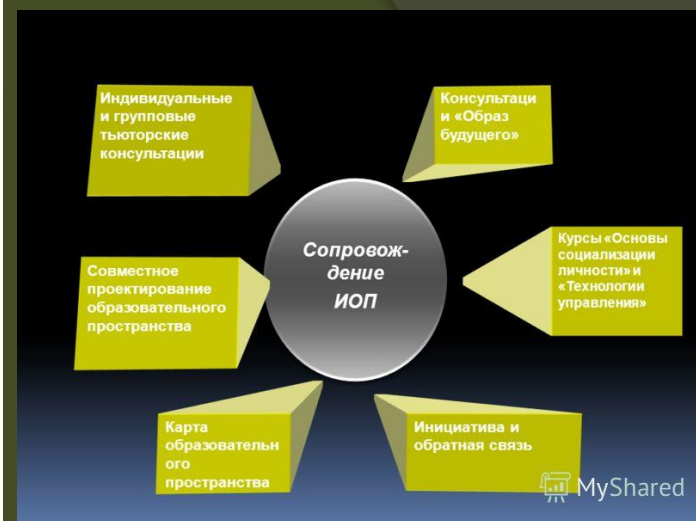 Индивидуальные
и групповые
тьюторские
консультации
Консультаци
и «Образ
будущего»
Сопровож-
дение
ИОП
Курсы «Основы
социализации
личности» и
«Технологии
управления»
Совместное
проектирование
образовательного
пространства
Карта
образовательн
ого
пространства
Инициатива и
обратная связь
MyShared